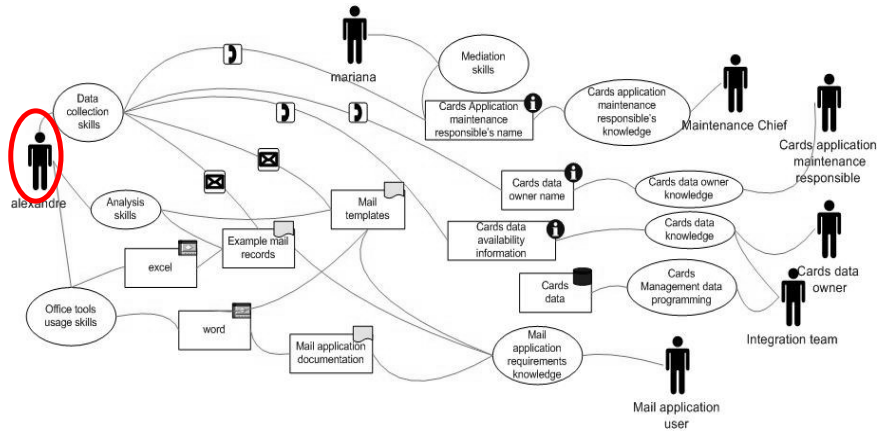 mariana
Mediation
skills
Data
collection
skills
Cards Application
maintenance
responsible's name
Cards application
maintenance
responsible's
knowledge
Maintenance Chief
Cards application
maintenance
responsible
alexandre
Analysis
skills
Mail
templates
Cards data
owner name
Cards data owner
knowledge
Example mail
records
Cards data
availability
information
Cards data
knowledge
excel
Cards data
owner
Cards
data
Cards
Management data
programming
Office tools
usage skills
word
Integration team
Mail application
documentation
Mail
application
requirements
knowledge
Mail application
user